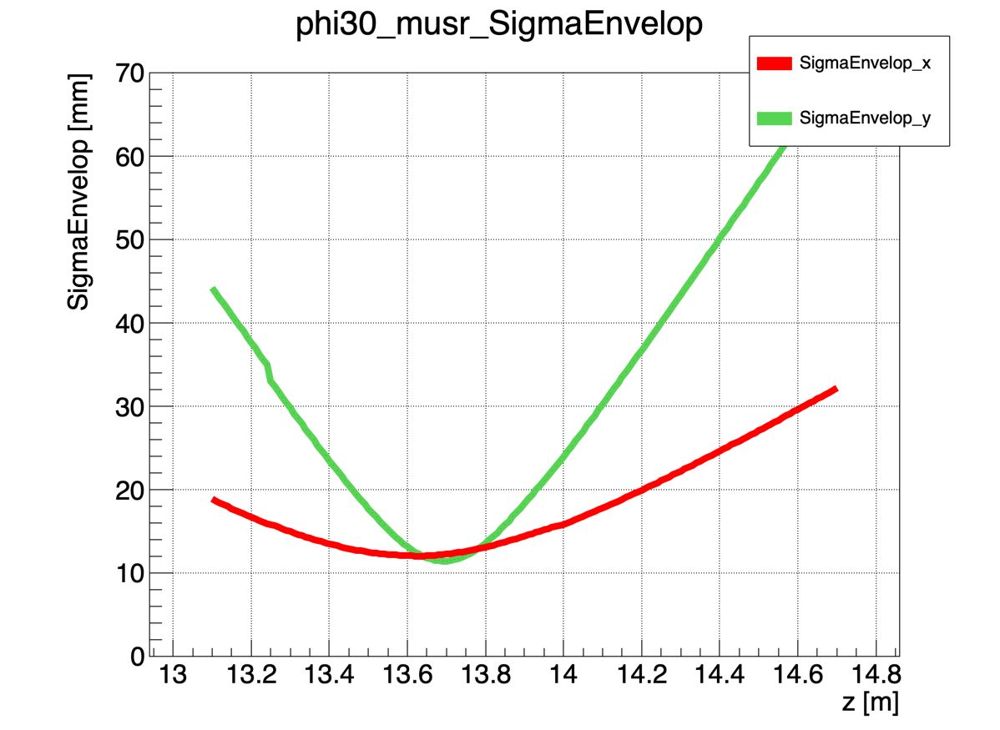 phi30_musr_SigmaEnvelop
SigmaEnvelop_x
SigmaEnvelop_y
SigmaEnvelop [mm]
70
60
50
40
30
20
10
0
13 13.2 13.4 13.6 13.8 14 14.2 14.4 14.6 14.8
z [m]